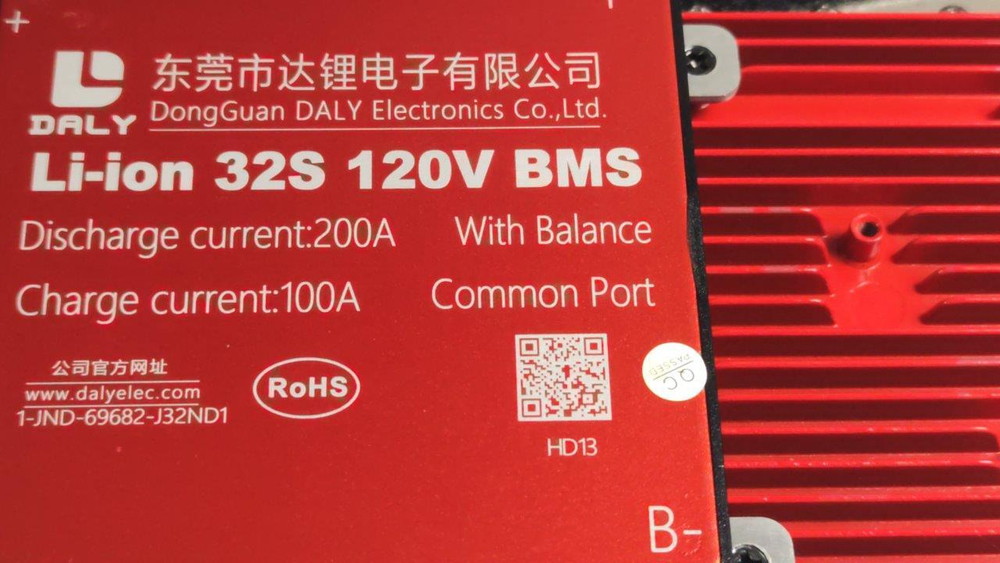 +
DALY
东莞市达锂电子有限公司
DongGuan DALY Electronics Co.,Ltd.
Li-ion 32S 120V BMS
Discharge current:200A With Balance
Charge current:100A Common Port
公司官方网址
www.dalyelec.com
1-JND-69682-J32ND1
RoHS
QC
PASSED
HD13
B-